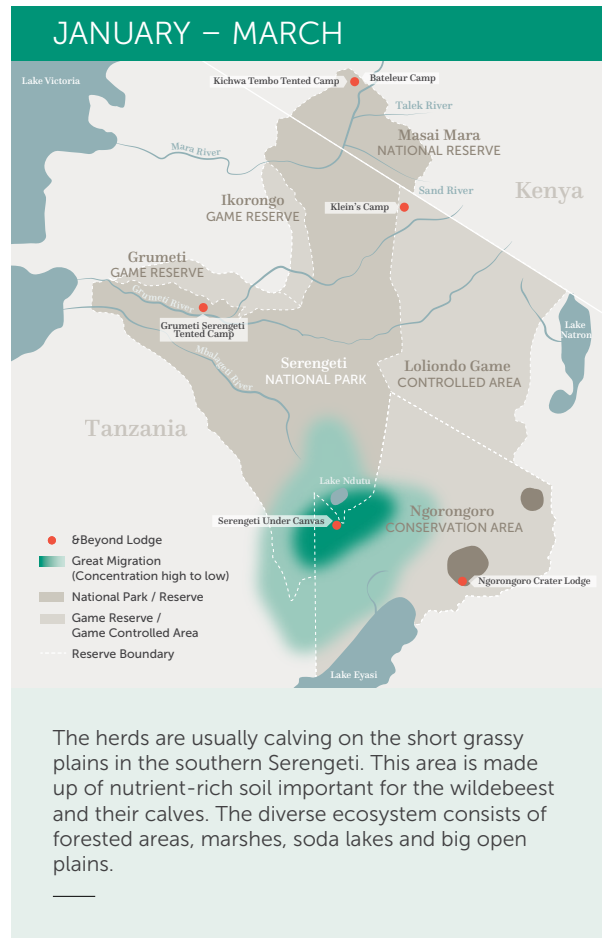 JANUARY – MARCH
Lake Victoria
Kichwa Tembo Tented Camp
Bateleur Camp
Talek River
Masai Mara
NATIONAL RESERVE
Mara River
Sand River
Kenya
Ikorongo
GAME RESERVE
Klein's Camp
Grumeti
GAME RESERVE
Grumeti River
Grumeti Serengeti
Tented Camp
Lake
Natron
Mbalageti River
Serengeti
NATIONAL PARK
Loliondo Game
CONTROLLED AREA
Tanzania
Lake Ndutu
Serengeti Under Canvas
Ngorongoro
CONSERVATION AREA
Ngorongoro Crater Lodge
Lake Eyasi
&Beyond Lodge
Great Migration
(Concentration high to low)
National Park / Reserve
Game Reserve /
Game Controlled Area
Reserve Boundary
The herds are usually calving on the short grassy
plains in the southern Serengeti. This area is made
up of nutrient-rich soil important for the wildebeest
and their calves. The diverse ecosystem consists of
forested areas, marshes, soda lakes and big open
plains.